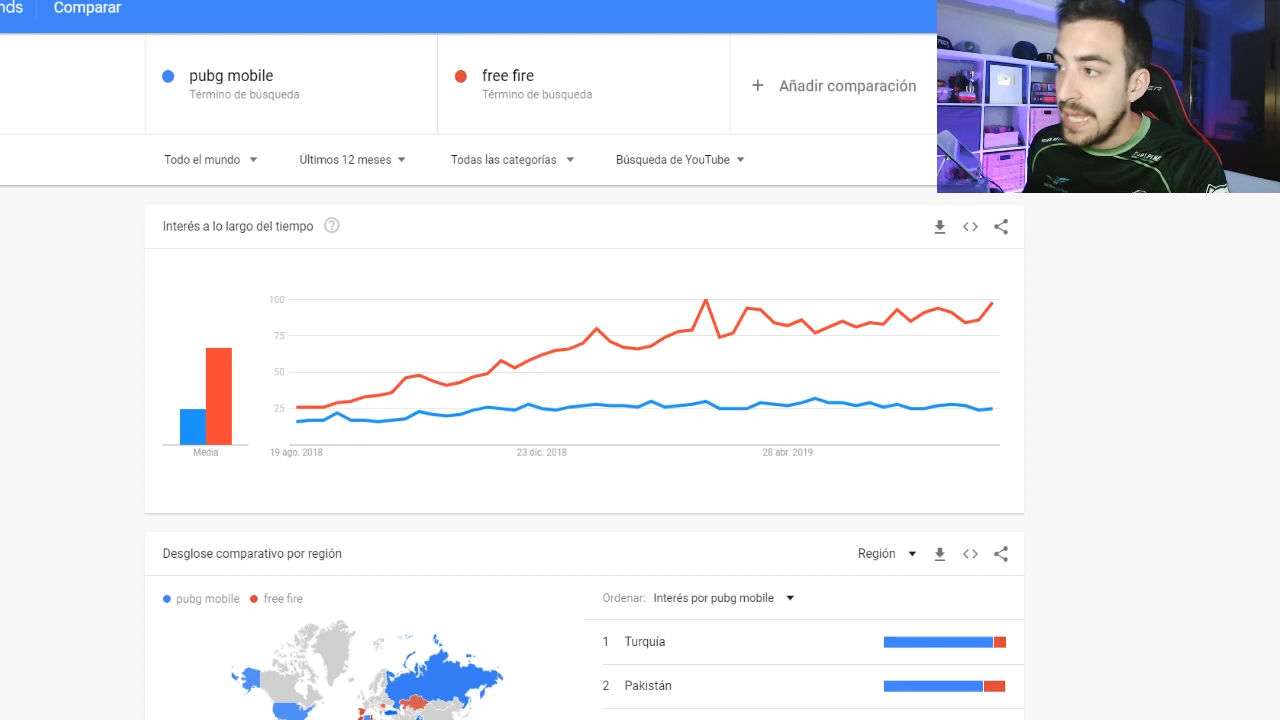 nds Comparar
pubg mobile
Término de búsqueda
free fire
Término de búsqueda
+ Añadir comparación
Todo el mundo
Últimos 12 meses
Todas las categorías
Búsqueda de YouTube
Interés a lo largo del tiempo
100
75
50
25
Media
19 ago. 2018
23 dic. 2018
28 abr. 2019
Desglose comparativo por región
Región
pubg mobile
free fire
Ordenar: Interés por pubg mobile
1 Turquía
2 Pakistán